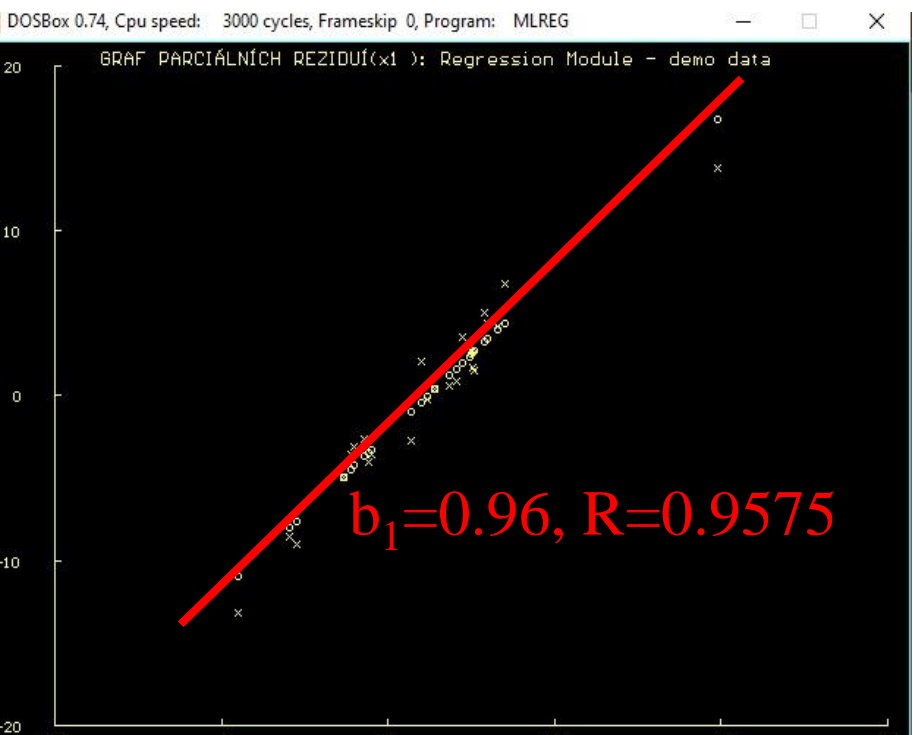 DOSBox 0.74, Cpu speed: 3000 cycles, Frameskip 0, Program: MLREG
GRAF PARCIÁLNÍCH REZIDUÍ(x1 ): Regression Module - demo data
20
10
0
b₁=0.96, R=0.9575
-10
-20